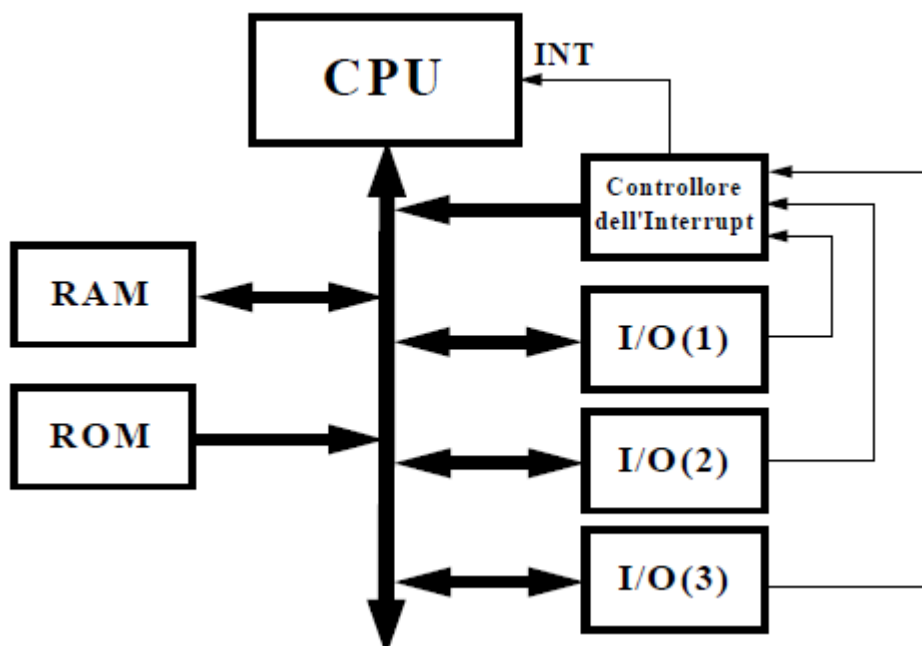 CPU
INT
Controllore
dell'Interrupt
RAM
I/O(1)
ROM
I/O(2)
I/O(3)